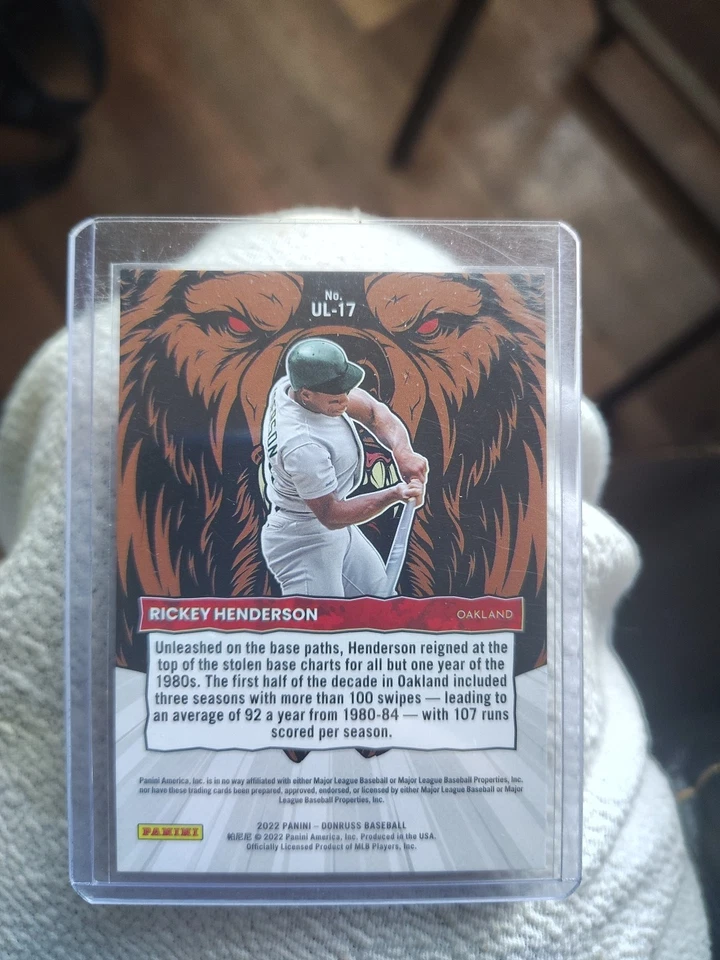 No.
UL-17
RICKEY HENDERSON
OAKLAND
Unleashed on the base paths, Henderson reigned at the
top of the stolen base charts for all but one year of the
1980s. The first half of the decade in Oakland included
three seasons with more than 100 swipes — leading to
an average of 92 a year from 1980-84 — with 107 runs
scored per season.
Panini America, Inc. is in no way affiliated with either Major League Baseball or Major League Baseball Properties, Inc.
nor have these trading cards been prepared, approved, endorsed, or licensed by either Major League Baseball or Major
League Baseball Properties, Inc.
PANINI
2022 PANINI – DONRUSS BASEBALL
帕尼尼 © 2022 Panini America, Inc. Produced in the USA.
Officially Licensed Product of MLB Players, Inc.